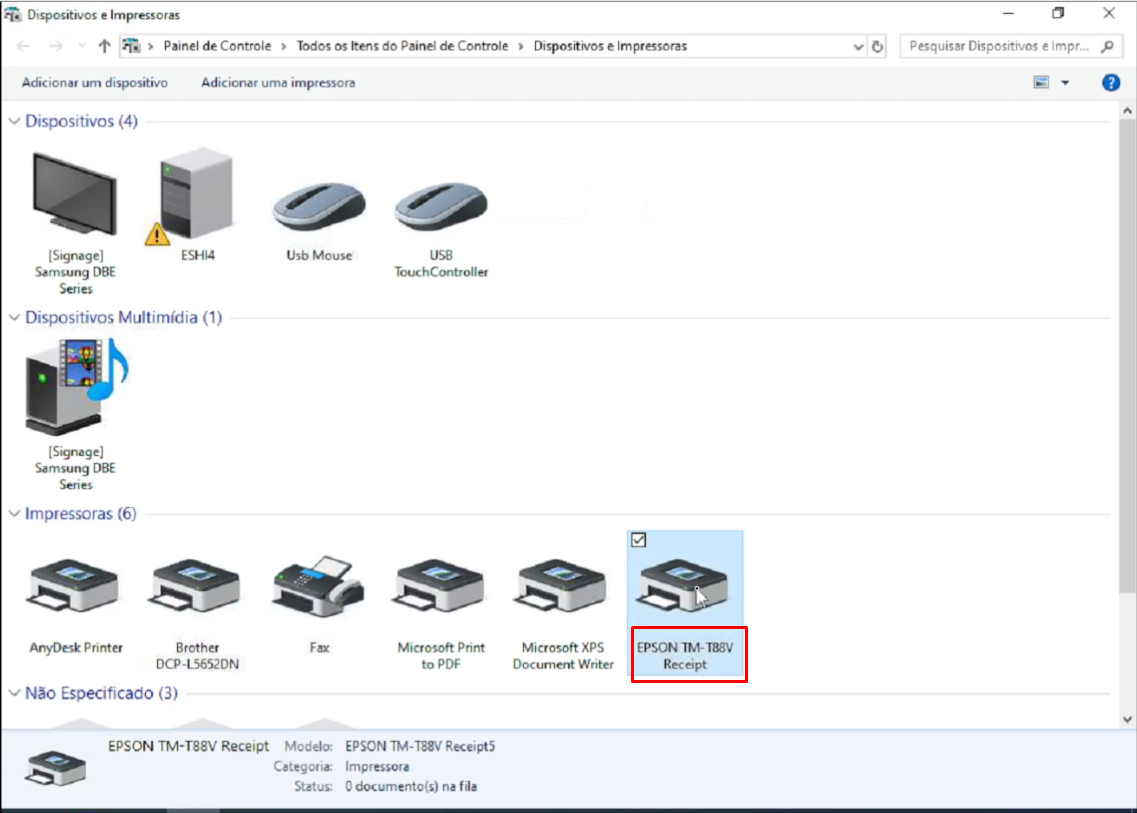 Dispositivos e Impressoras
Painel de Controle > Todos os Itens do Painel de Controle > Dispositivos e Impressoras
Pesquisar Dispositivos e Impr...
Adicionar um dispositivo
Adicionar uma impressora
?
Dispositivos (4)
[Signage]
Samsung DBE
Series
ESHI4
Usb Mouse
USB
TouchController
Dispositivos Multimídia (1)
[Signage]
Samsung DBE
Series
Impressoras (6)
AnyDesk Printer
Brother
DCP-L5652DN
Fax
Microsoft Print
to PDF
Microsoft XPS
Document Writer
EPSON TM-T88V
Receipt
Não Especificado (3)
EPSON TM-T88V Receipt
Modelo: EPSON TM-T88V Receipt5
Categoria: Impressora
Status: 0 documento(s) na fila